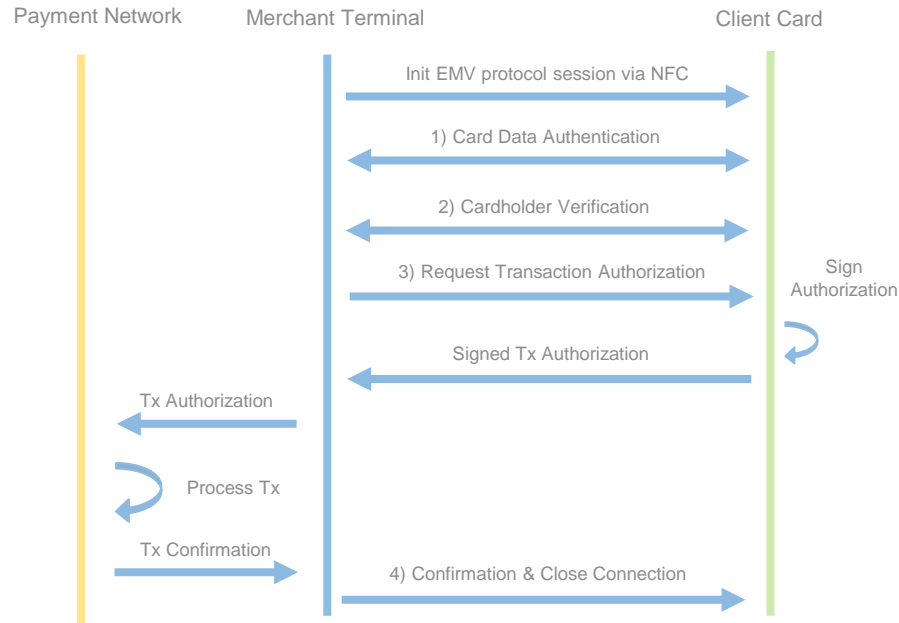 Payment Network
Merchant Terminal
Client Card
Init EMV protocol session via NFC
1) Card Data Authentication
2) Cardholder Verification
3) Request Transaction Authorization
Sign
Authorization
Signed Tx Authorization
Tx Authorization
Process Tx
Tx Confirmation
4) Confirmation & Close Connection